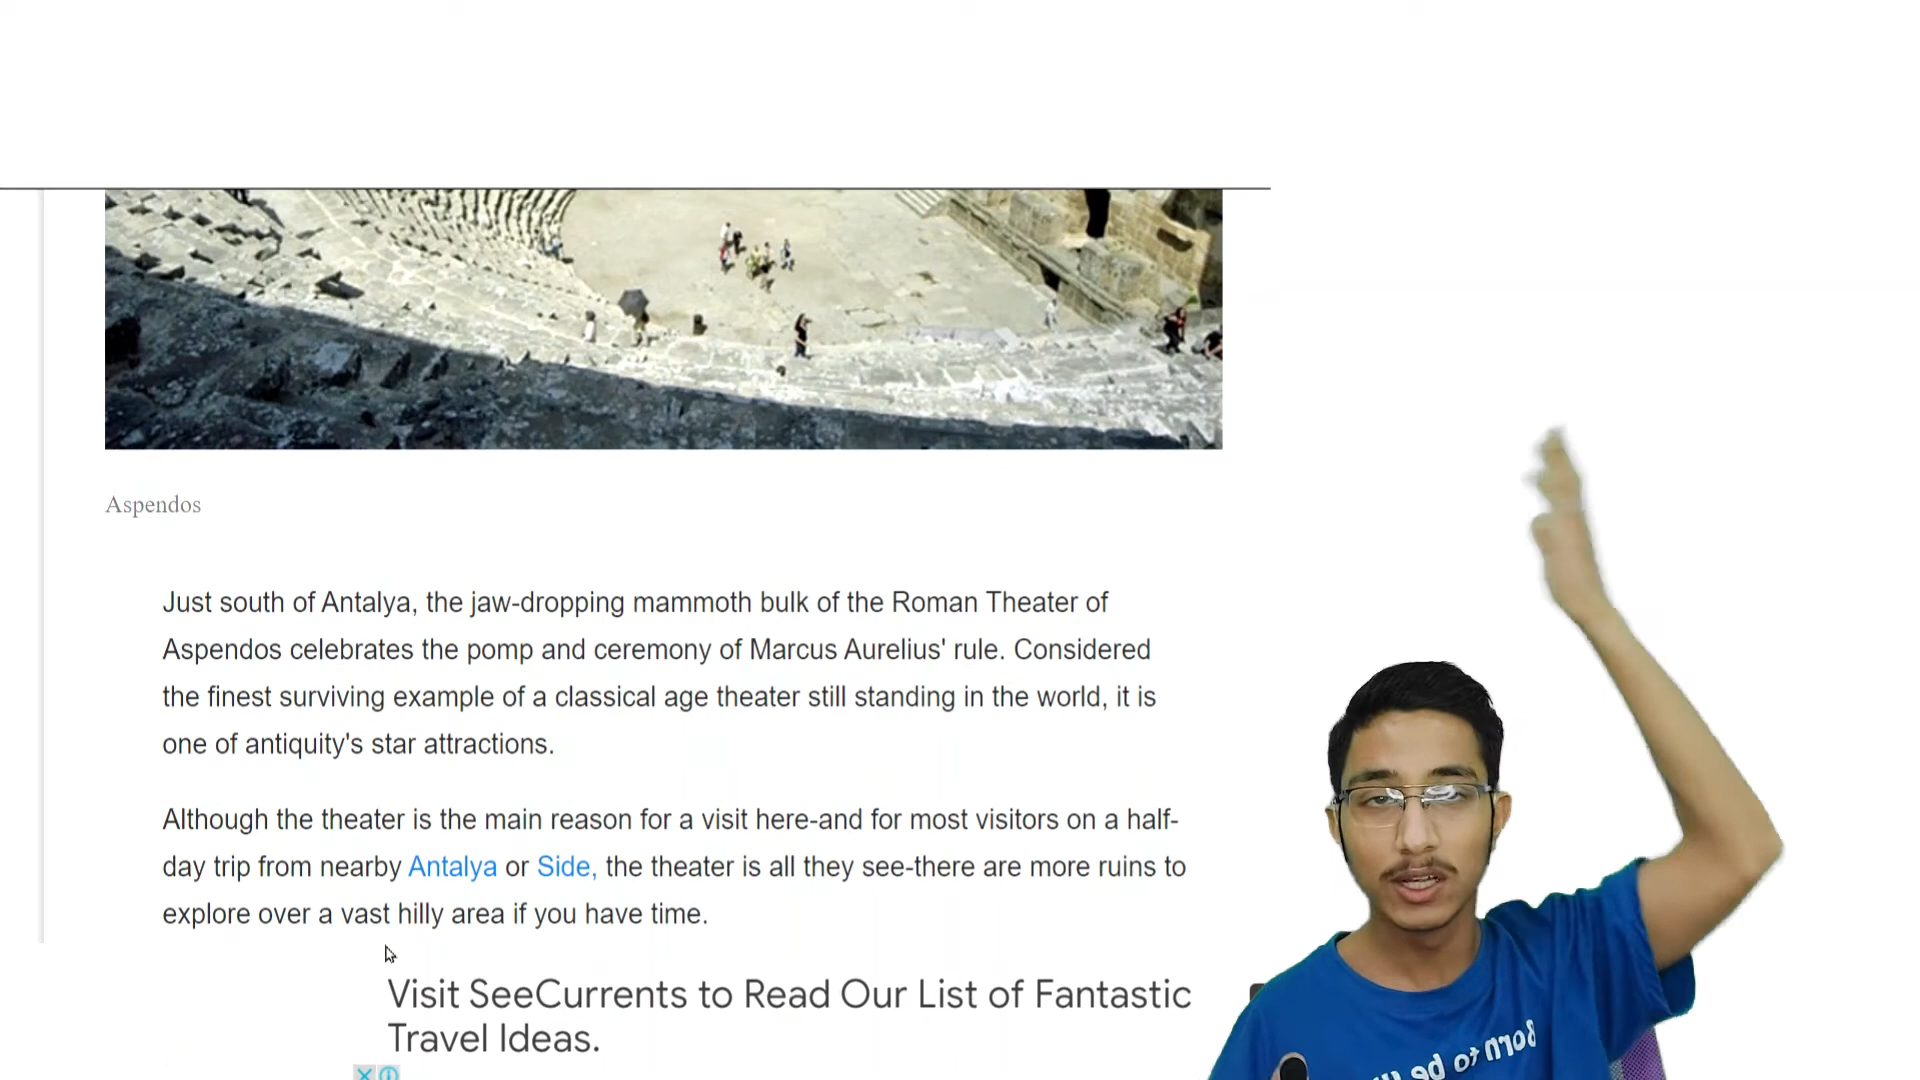 Aspendos
Just south of Antalya, the jaw-dropping mammoth bulk of the Roman Theater of
Aspendos celebrates the pomp and ceremony of Marcus Aurelius' rule. Considered
the finest surviving example of a classical age theater still standing in the world, it is
one of antiquity's star attractions.
Although the theater is the main reason for a visit here-and for most visitors on a half-
day trip from nearby Antalya or Side, the theater is all they see-there are more ruins to
explore over a vast hilly area if you have time.
Visit SeeCurrents to Read Our List of Fantastic
Travel Ideas.
Born to be